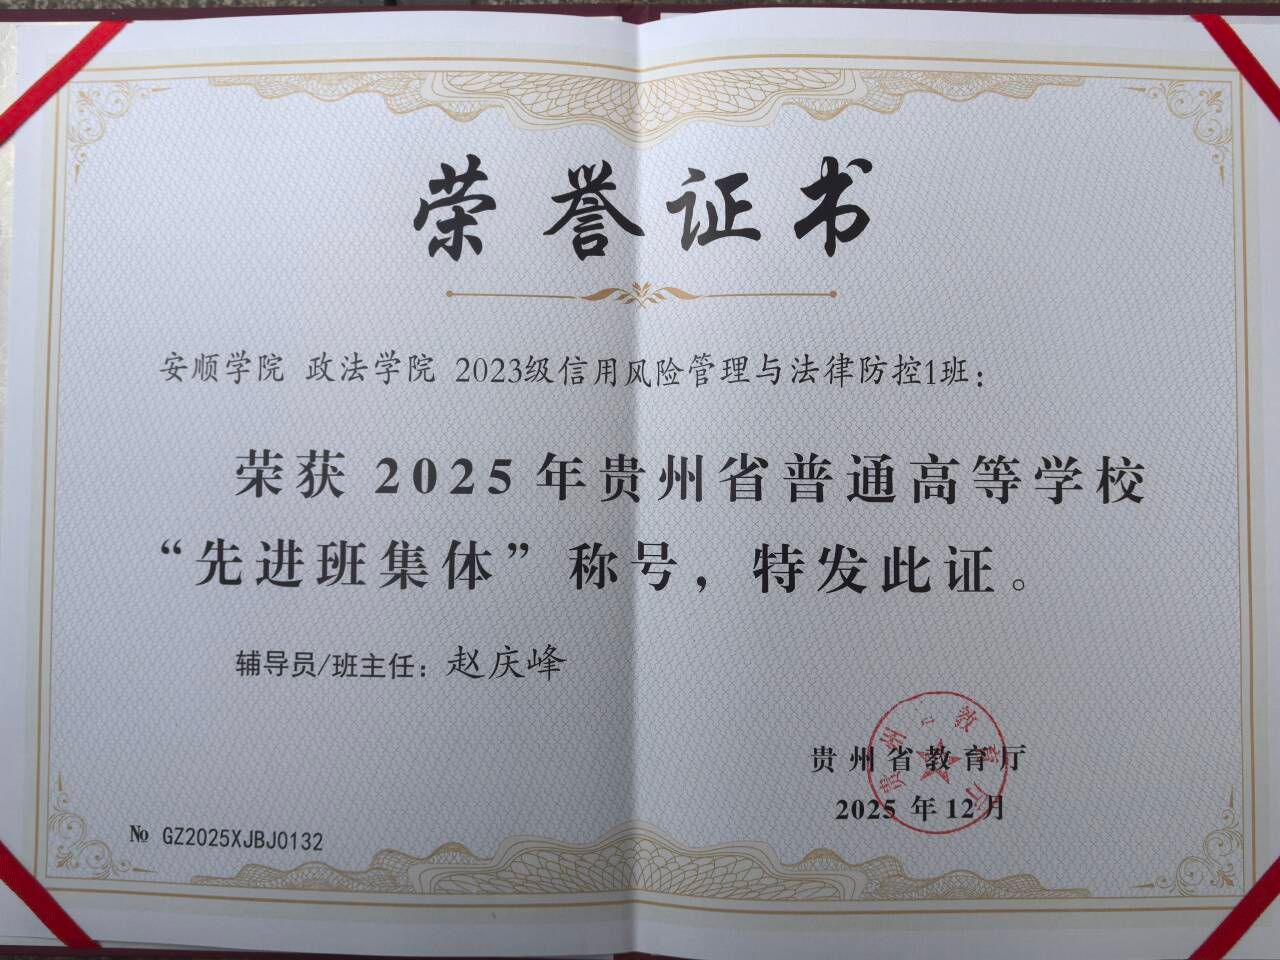 荣誉证书
安顺学院 政法学院 2023级信用风险管理与法律防控1班：
荣获 2025 年贵州省普通高等学校
“先进班集体”称号，特发此证。
辅导员/班主任：赵庆峰
贵州省教育厅
2025 年12月
№ GZ2025XJBJ0132